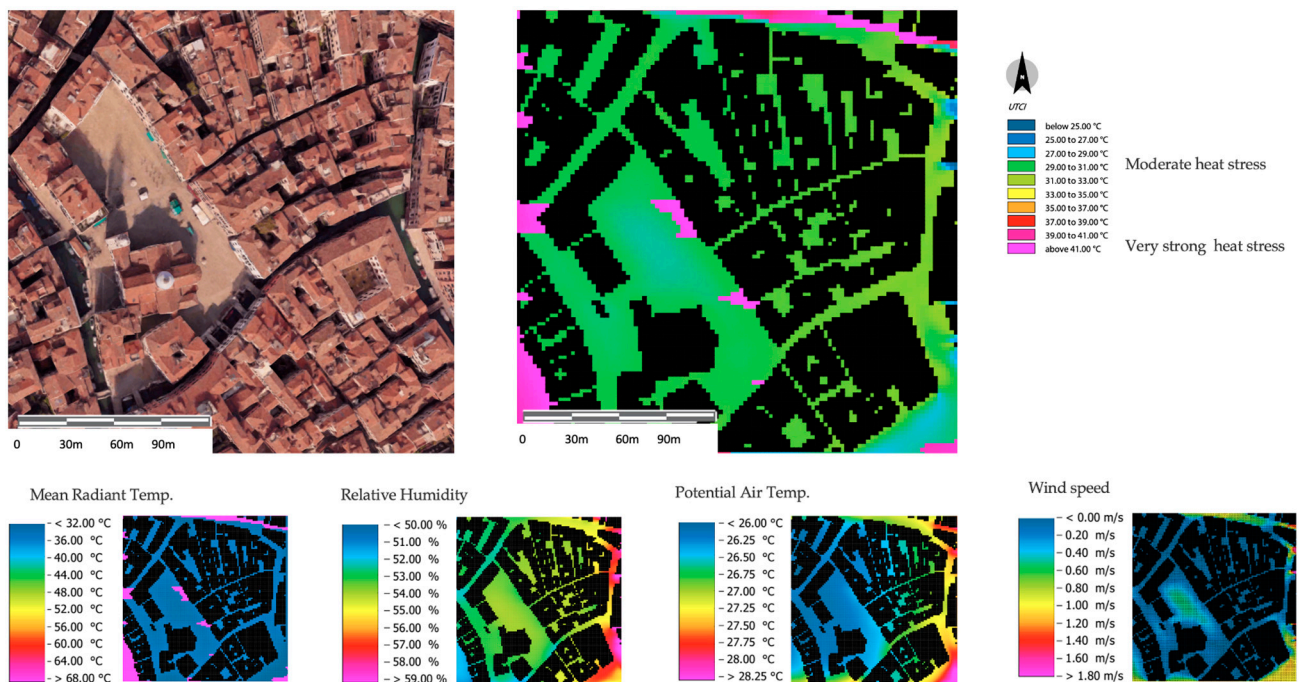 N
UTCI
below 25.00 °C
25.00 to 27.00 °C
27.00 to 29.00 °C
29.00 to 31.00 °C
31.00 to 33.00 °C
33.00 to 35.00 °C
35.00 to 37.00 °C
37.00 to 39.00 °C
39.00 to 41.00 °C
above 41.00 °C
Moderate heat stress
Very strong heat stress
0 30m 60m 90m
0 30m 60m 90m
Mean Radiant Temp.
< 32.00 °C
36.00 °C
40.00 °C
44.00 °C
48.00 °C
52.00 °C
56.00 °C
60.00 °C
64.00 °C
> 68.00 °C
Relative Humidity
< 50.00 %
51.00 %
52.00 %
53.00 %
54.00 %
55.00 %
56.00 %
57.00 %
58.00 %
> 59.00 %
Potential Air Temp.
< 26.00 °C
26.25 °C
26.50 °C
26.75 °C
27.00 °C
27.25 °C
27.50 °C
27.75 °C
28.00 °C
> 28.25 °C
Wind speed
< 0.00 m/s
0.20 m/s
0.40 m/s
0.60 m/s
0.80 m/s
1.00 m/s
1.20 m/s
1.40 m/s
1.60 m/s
> 1.80 m/s